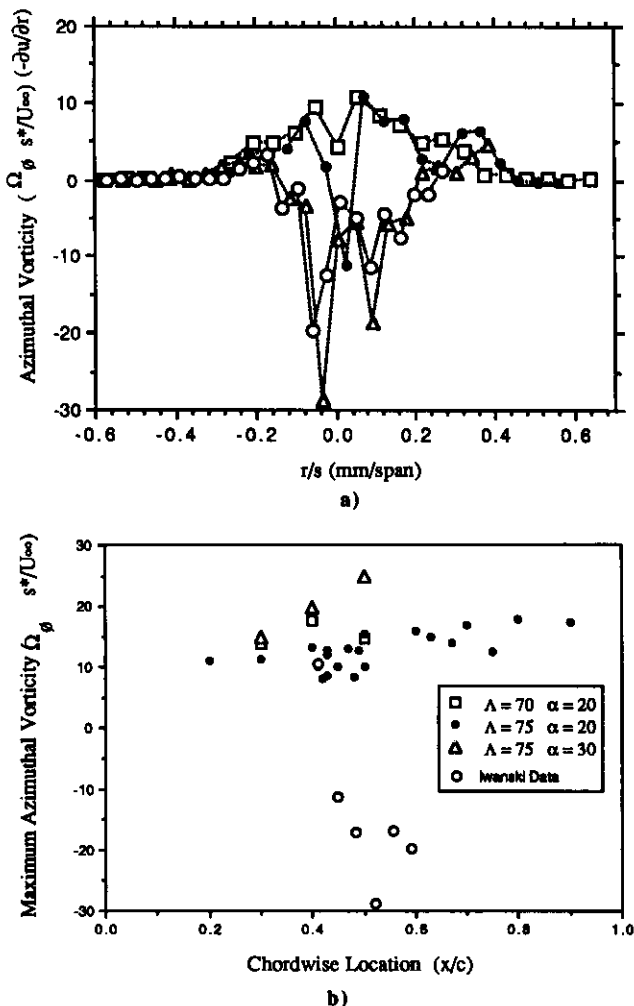 Azimuthal Vorticity ( Ω_ø s*/U∞) (-∂u/∂r)
20
10
0
-10
-20
-30
-0.6 -0.4 -0.2 0.0 0.2 0.4 0.6
r/s (mm/span)
a)
Maximum Azimuthal Vorticity Ω_ø s*/U∞
30
20
10
0
-10
-20
-30
Λ = 70 α = 20
Λ = 75 α = 20
Λ = 75 α = 30
Iwanski Data
0.0 0.2 0.4 0.6 0.8 1.0
Chordwise Location (x/c)
b)